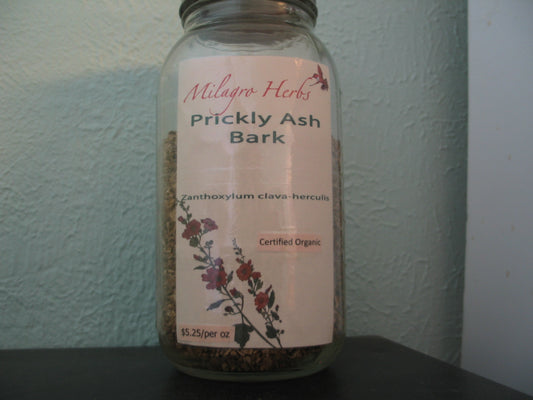 Milagro Herbs
Prickly Ash
Bark
Zanthoxylum clava-herculis
Certified Organic
$5.25/per oz